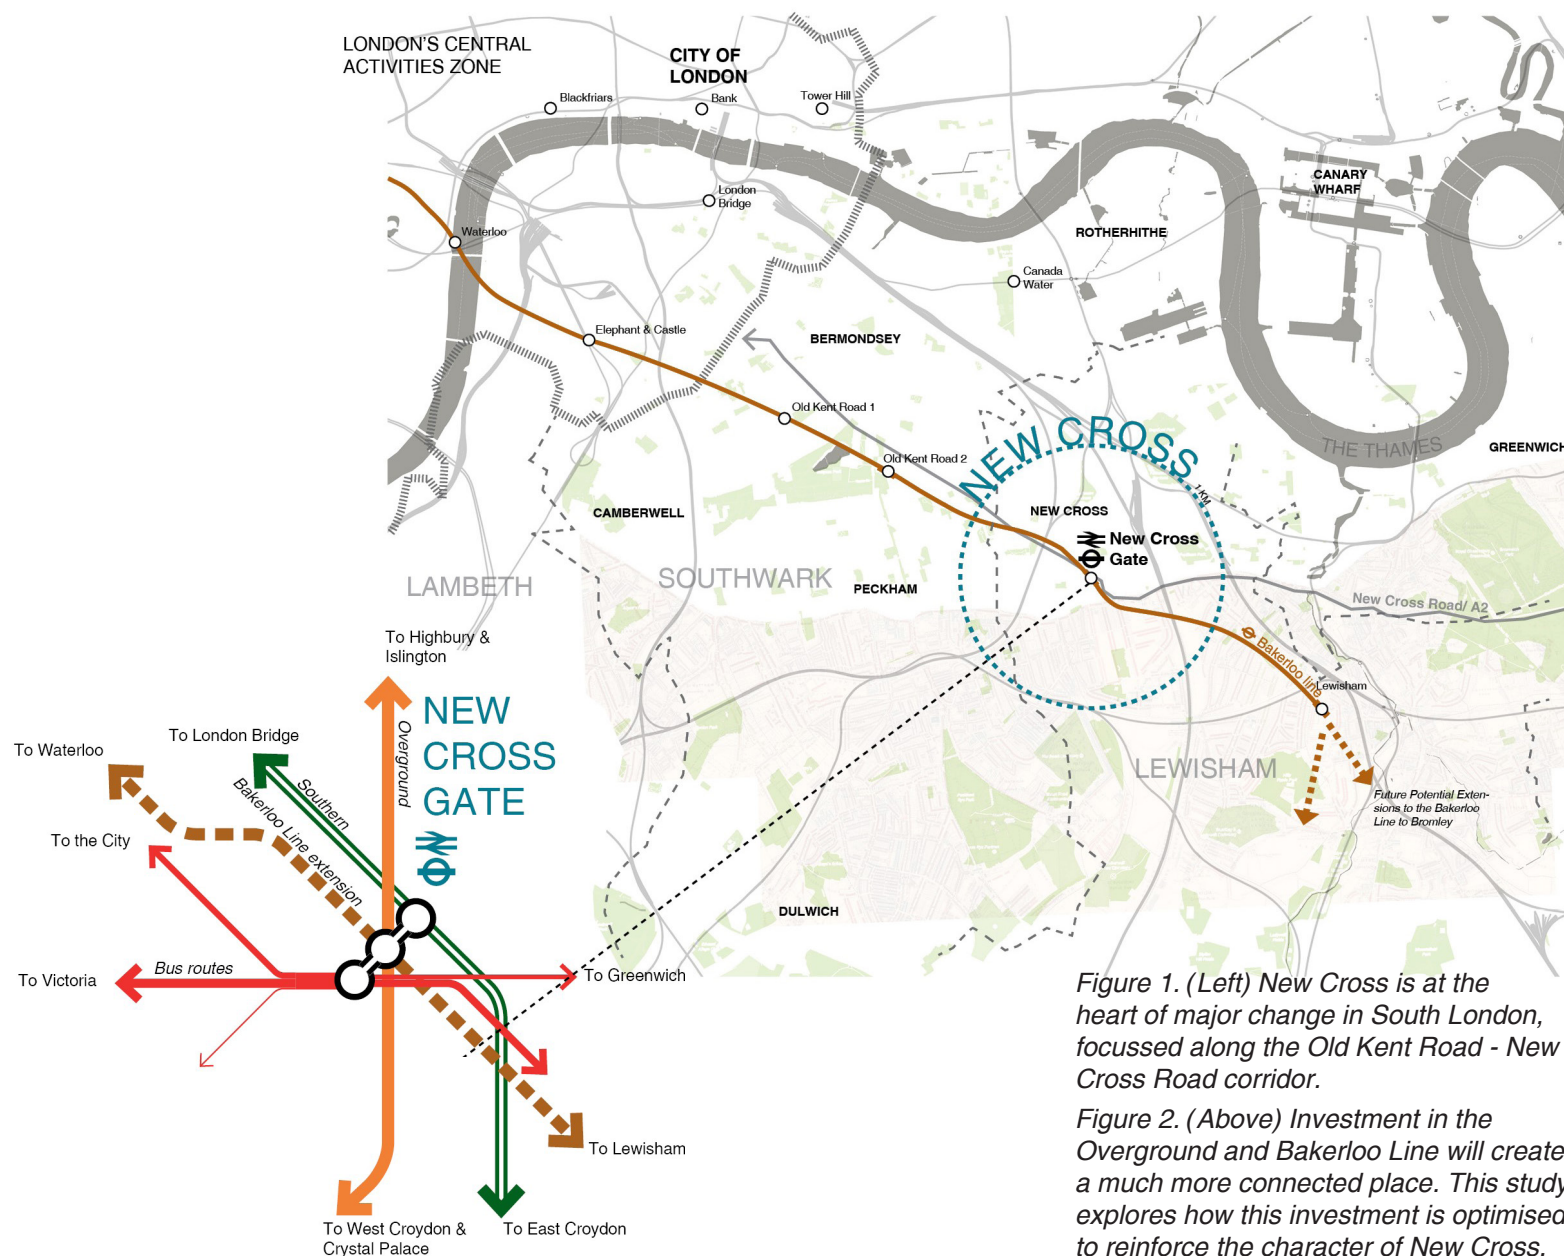 LONDON'S CENTRAL
ACTIVITIES ZONE
CITY OF
LONDON
Blackfriars
Bank
Tower Hill
London
Bridge
CANARY
WHARF
Waterloo
ROTHERHITHE
Canada
Water
Elephant & Castle
BERMONDSEY
Old Kent Road 1
Old Kent Road 2
NEW CROSS
1 KM
THE THAMES
GREENWICH
CAMBERWELL
NEW CROSS
New Cross
Gate
LAMBETH
SOUTHWARK
PECKHAM
New Cross Road/ A2
Bakerloo line
Lewisham
LEWISHAM
Future Potential Exten-
sions to the Bakerloo
Line to Bromley
DULWICH
To Highbury &
Islington
Overground
NEW
CROSS
GATE
To London Bridge
To Waterloo
Southern
Bakerloo Line extension
To the City
To Victoria
Bus routes
To Greenwich
To Lewisham
To West Croydon &
Crystal Palace
To East Croydon
Figure 1. (Left) New Cross is at the
heart of major change in South London,
focussed along the Old Kent Road - New
Cross Road corridor.
Figure 2. (Above) Investment in the
Overground and Bakerloo Line will create
a much more connected place. This study
explores how this investment is optimised
to reinforce the character of New Cross.